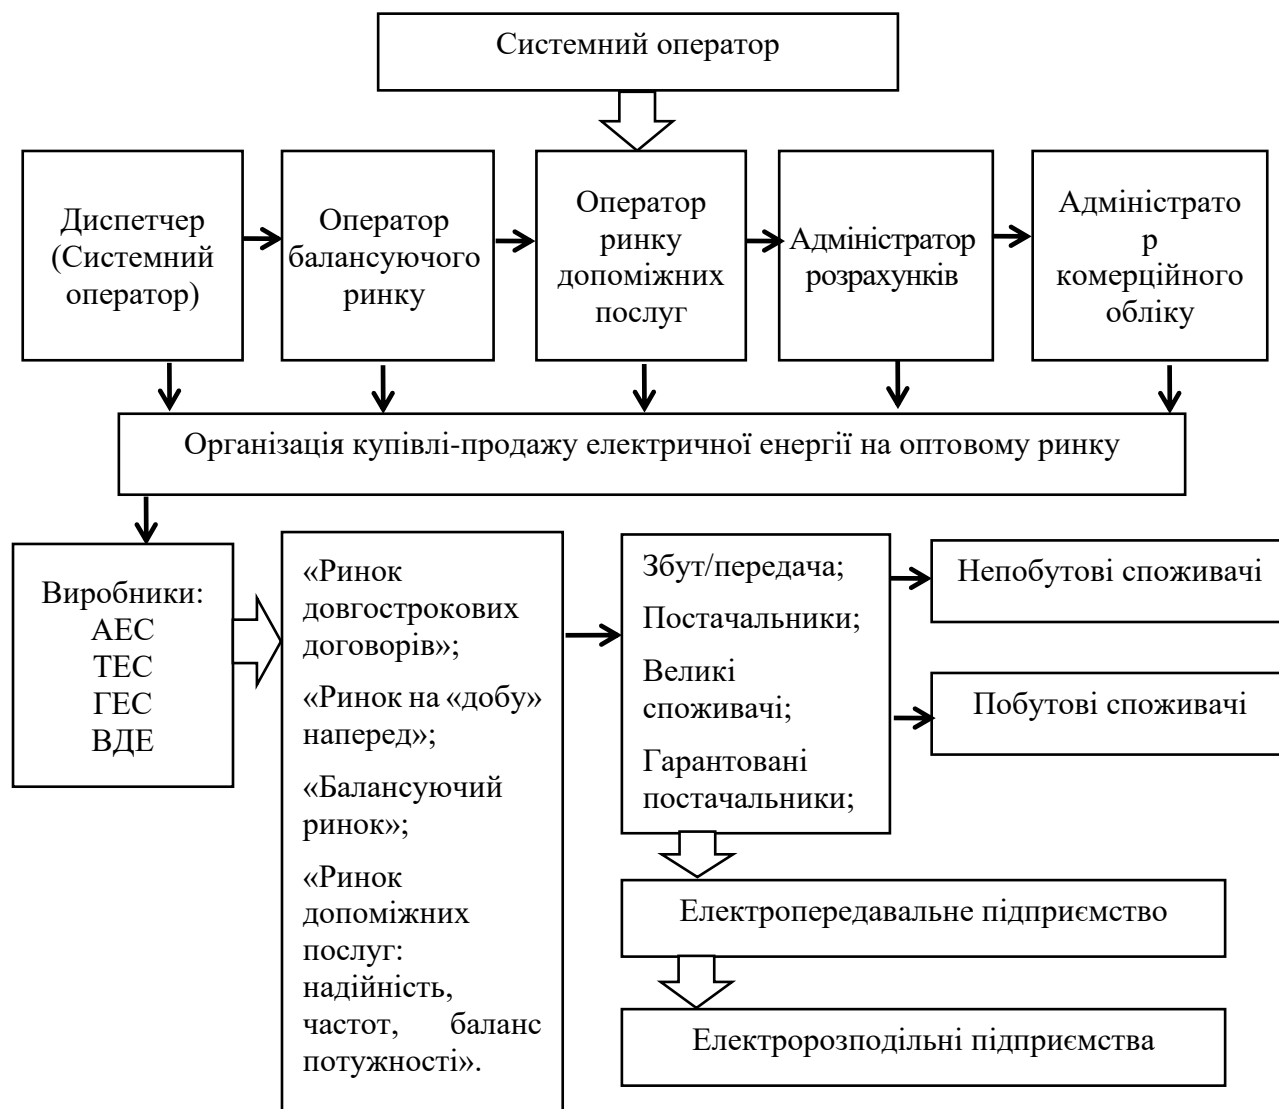 Системний оператор
Диспетчер
(Системний
оператор)
Оператор
балансуючого
ринку
Оператор
ринку
допоміжних
послуг
Адміністратор
розрахунків
Адміністрато
р
комерційного
обліку
Організація купівлі-продажу електричної енергії на оптовому ринку
Виробники:
АЕС
ТЕС
ГЕС
ВДЕ
«Ринок
довгострокових
договорів»;
«Ринок на «добу»
наперед»;
«Балансуючий
ринок»;
«Ринок
допоміжних
послуг:
надійність,
частот, баланс
потужності».
Збут/передача;
Постачальники;
Великі
споживачі;
Гарантовані
постачальники;
Непобутові споживачі
Побутові споживачі
Електропередавальне підприємство
Електророзподільні підприємства